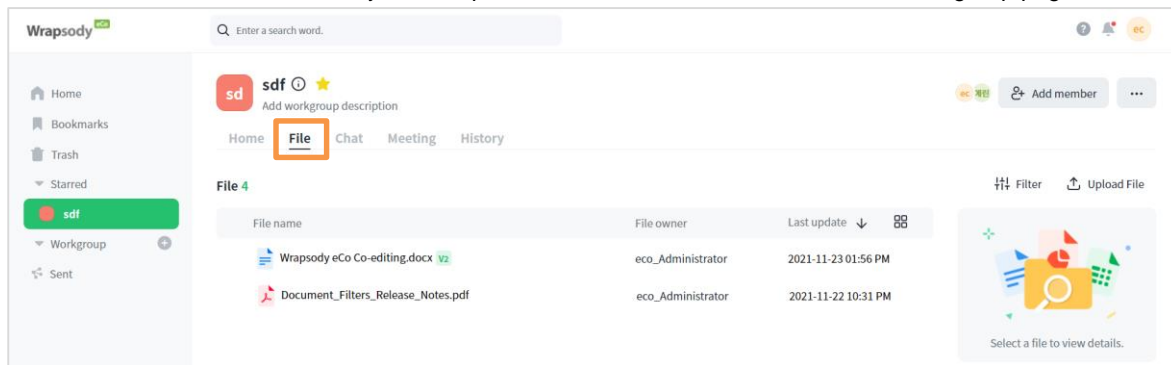 Wrapsody eCo
Enter a search word.
ec
Home
Bookmarks
Trash
Starred
sdf
Workgroup
Sent
sd
sdf
Add workgroup description
ec
Add member
Home File Chat Meeting History
File 4
Filter
Upload File
File name File owner Last update
Wrapsody eCo Co-editing.docx V2 eco_Administrator 2021-11-23 01:56 PM
Document_Filters_Release_Notes.pdf eco_Administrator 2021-11-22 10:31 PM
Select a file to view details.